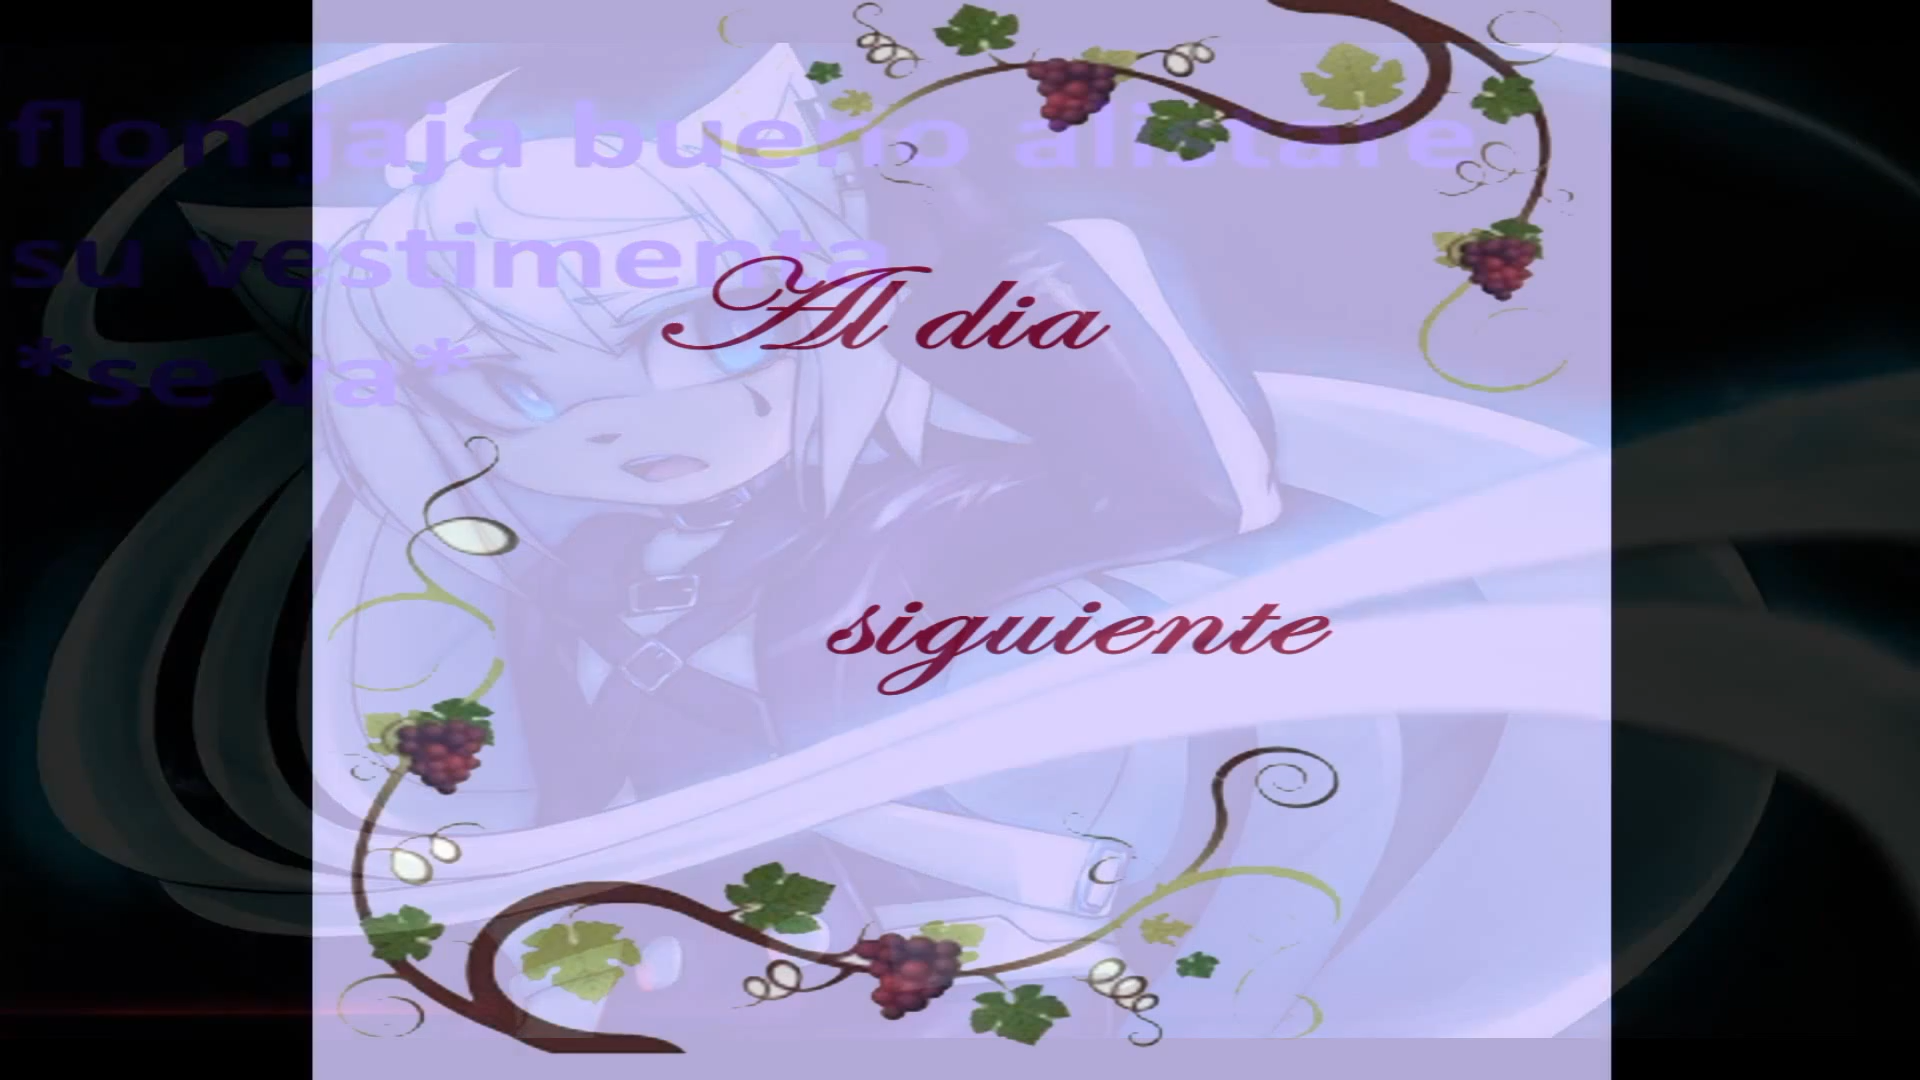 flon:jaja bueno alistare
su vestimenta
*se va*
Al dia
siguiente